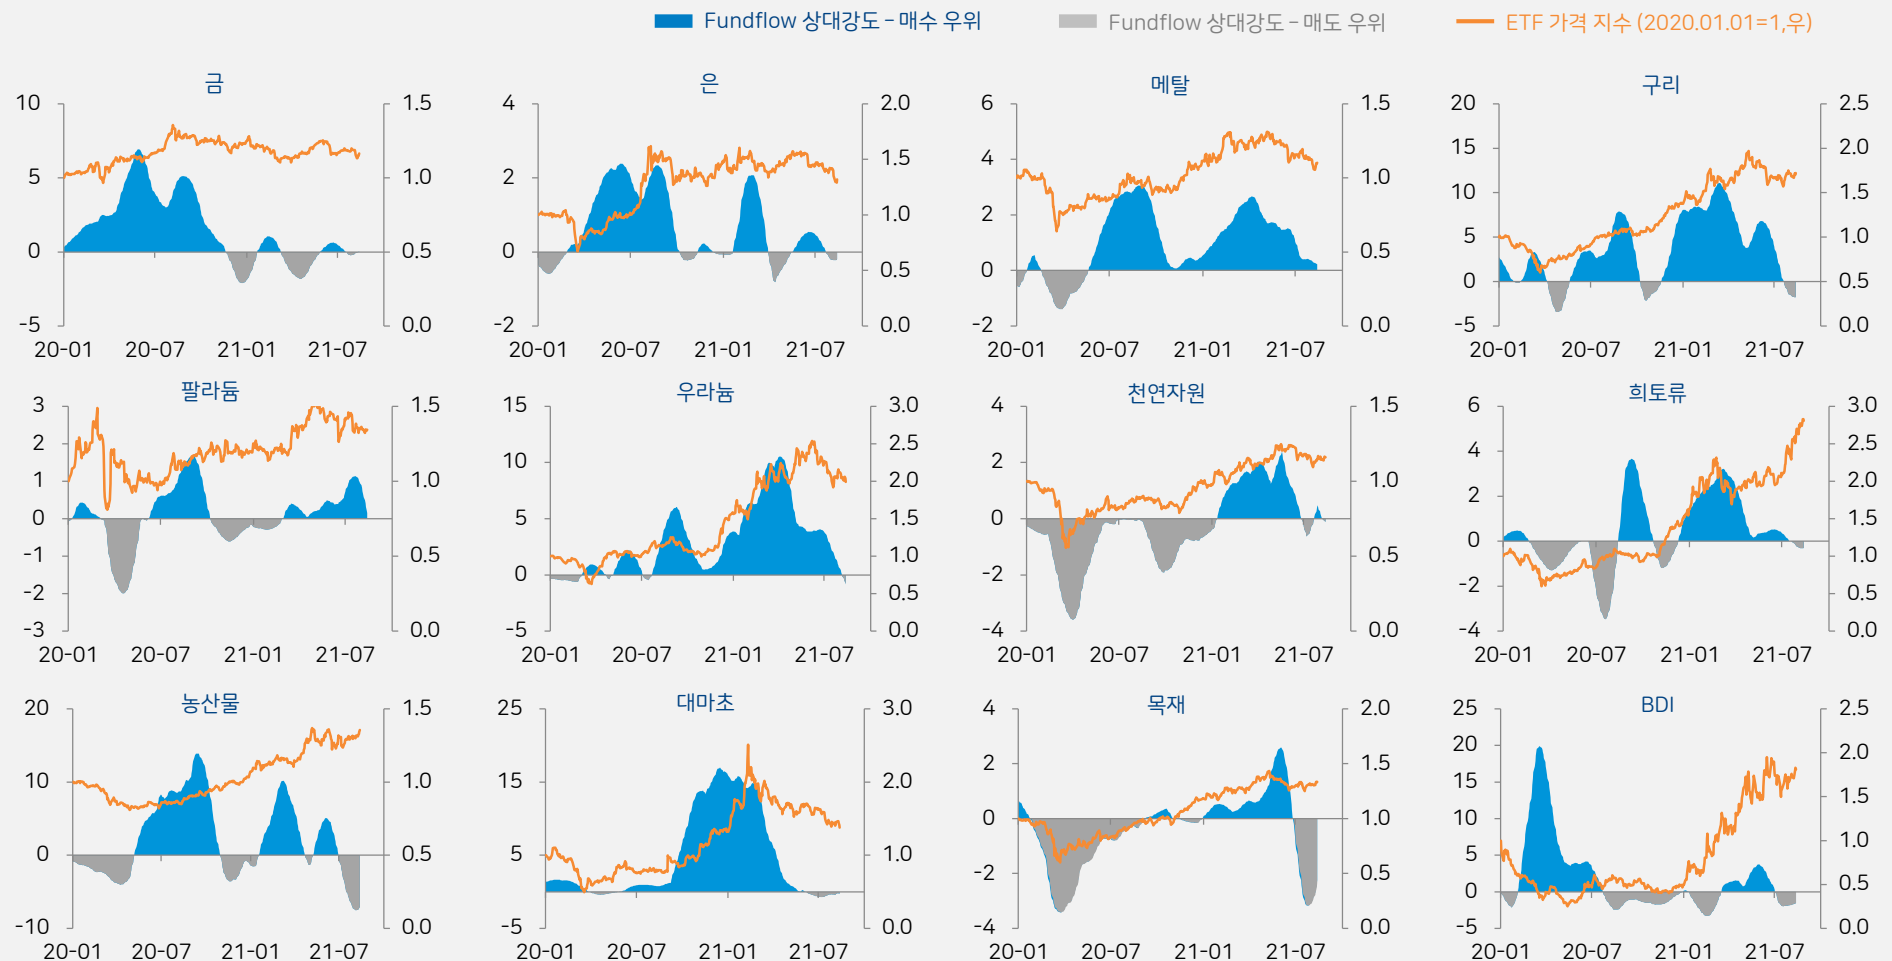 Fundflow 상대강도 – 매수 우위 Fundflow 상대강도 – 매도 우위 ETF 가격 지수 (2020.01.01=1,우)
금 은 메탈 구리
10 1.5 4 2.0 6 1.5 20 2.5
5 1.0 2 1.5 4 1.0 15 2.0
0 0.5 0 1.0 2 0.5 10 1.5
-5 0.0 -2 0.5 0 0.0 5 1.0
0.0 -2 0 0.5
-5 0.0
20-01 20-07 21-01 21-07 20-01 20-07 21-01 21-07 20-01 20-07 21-01 21-07 20-01 20-07 21-01 21-07
팔라듐 우라늄 천연자원 희토류
3 1.5 15 3.0 4 1.5 6 3.0
2 1.0 10 2.5 2 1.0 4 2.5
1 0.5 5 2.0 0 0.5 2 2.0
0 0.0 0 1.5 -2 0.0 0 1.5
-1 -5 1.0 -4 -2 1.0
-2 0.5 -4 0.5
-3 0.0 0.0
20-01 20-07 21-01 21-07 20-01 20-07 21-01 21-07 20-01 20-07 21-01 21-07 20-01 20-07 21-01 21-07
농산물 대마초 목재 BDI
20 1.5 25 3.0 4 2.0 25 2.5
10 1.0 15 2.0 2 1.5 20 2.0
0 0.5 5 1.0 0 1.0 15 1.5
-10 0.0 -5 0.0 -2 0.5 10 1.0
-4 0.0 5 0.5
0 0.0
-5
20-01 20-07 21-01 21-07 20-01 20-07 21-01 21-07 20-01 20-07 21-01 21-07 20-01 20-07 21-01 21-07